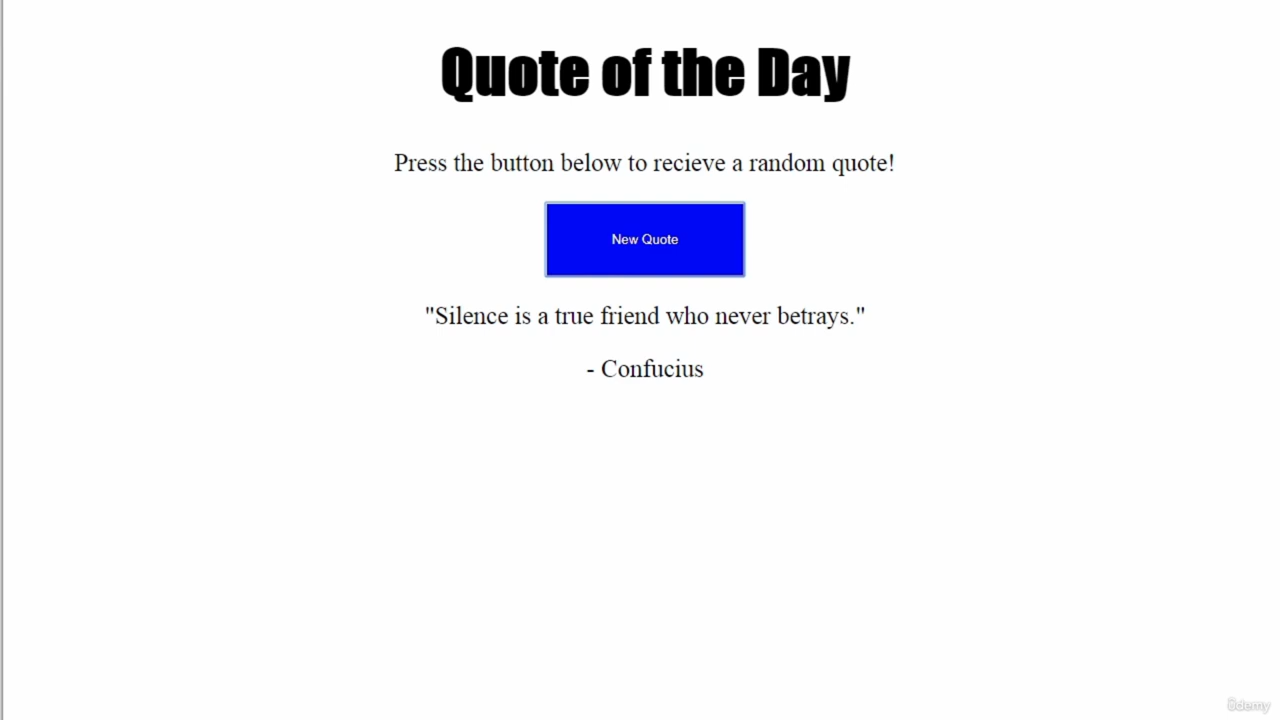 Quote of the Day
Press the button below to recieve a random quote!
New Quote
"Silence is a true friend who never betrays."
- Confucius
ûdemy